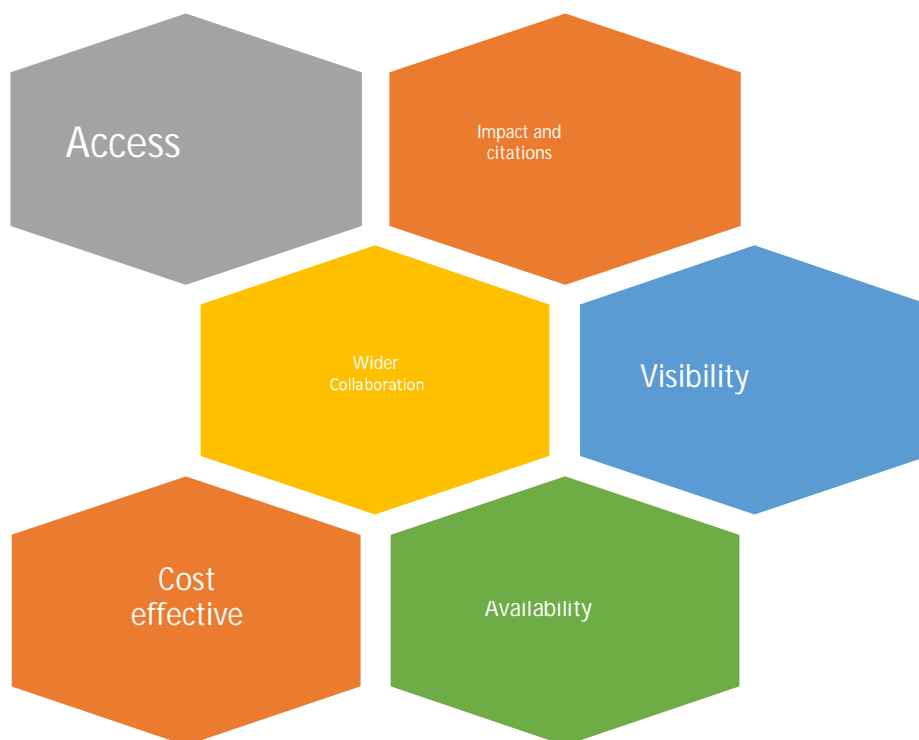 Access
Impact and
citations
Wider
Collaboration
Visibility
Cost
effective
Availability